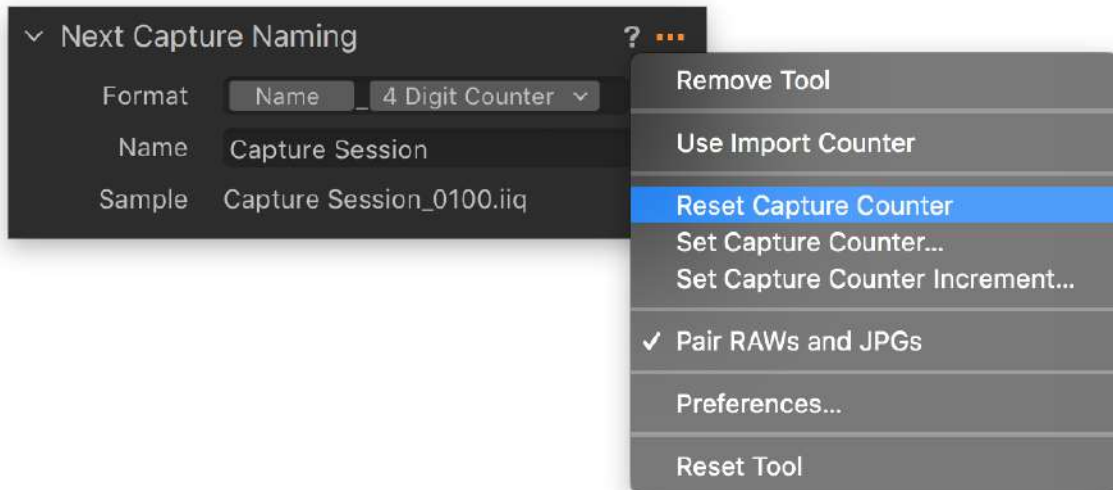 Next Capture Naming ? ...
Format Name _ 4 Digit Counter
Name Capture Session
Sample Capture Session_0100.iiq
Remove Tool
Use Import Counter
Reset Capture Counter
Set Capture Counter...
Set Capture Counter Increment...
✓ Pair RAWs and JPGs
Preferences...
Reset Tool